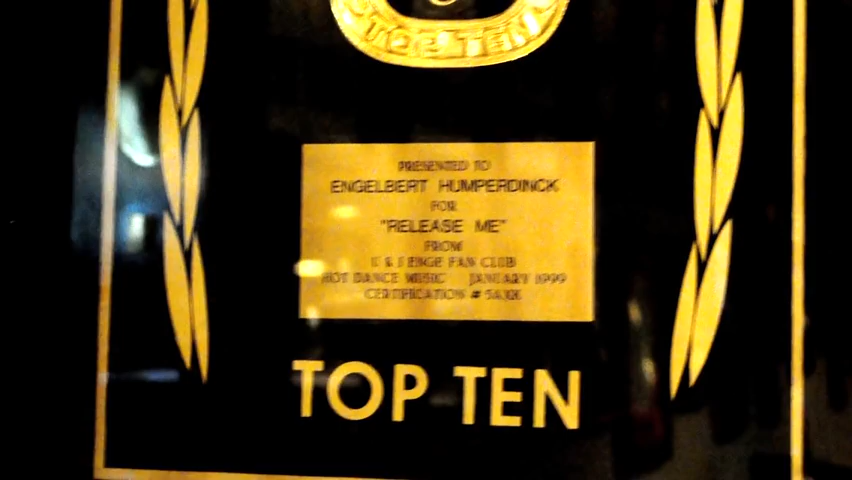 TOP TEN
PRESENTED TO
ENGELBERT HUMPERDINCK
FOR
"RELEASE ME"
FROM
ENGE FAN CLUB
HOT DANCE MUSIC JANUARY 1999
CERTIFICATION #
TOP TEN